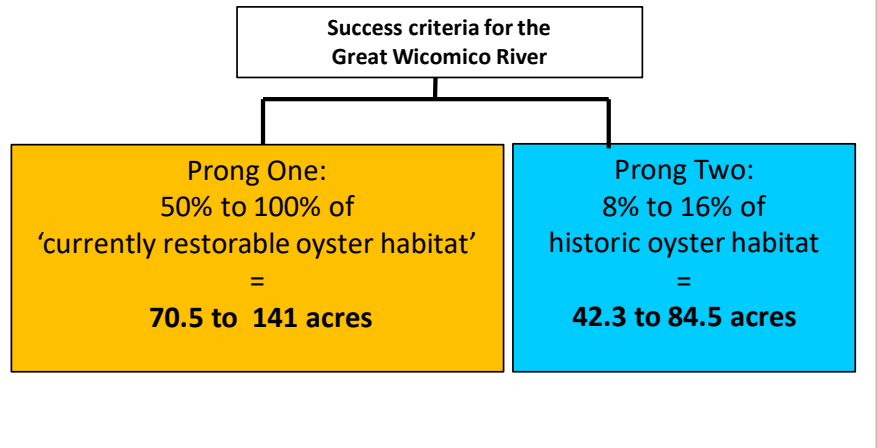 Success criteria for the
Great Wicomico River
Prong One:
50% to 100% of
‘currently restorable oyster habitat’
=
70.5 to  141 acres
Prong Two:
8% to 16% of
historic oyster habitat
=
42.3 to 84.5 acres